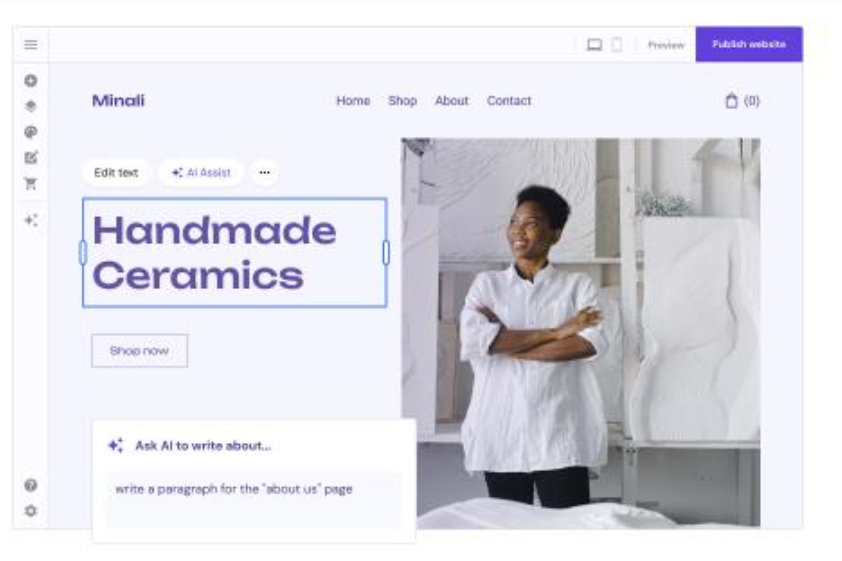 Preview
Publish website
Minali
Home Shop About Contact
(0)
Edit text
AI Assist
...
Handmade
Ceramics
Shop now
Ask AI to write about...
write a paragraph for the "about us" page